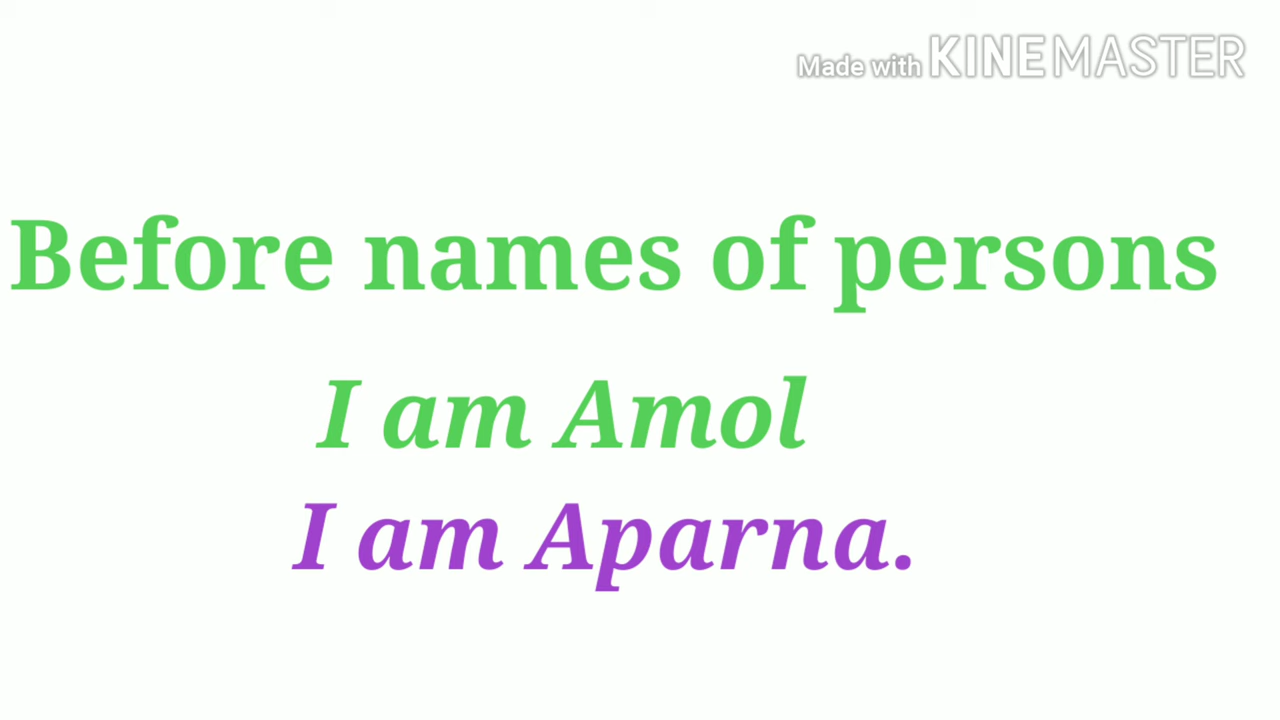 Made with KINEMASTER
Before names of persons
I am Amol
I am Aparna.